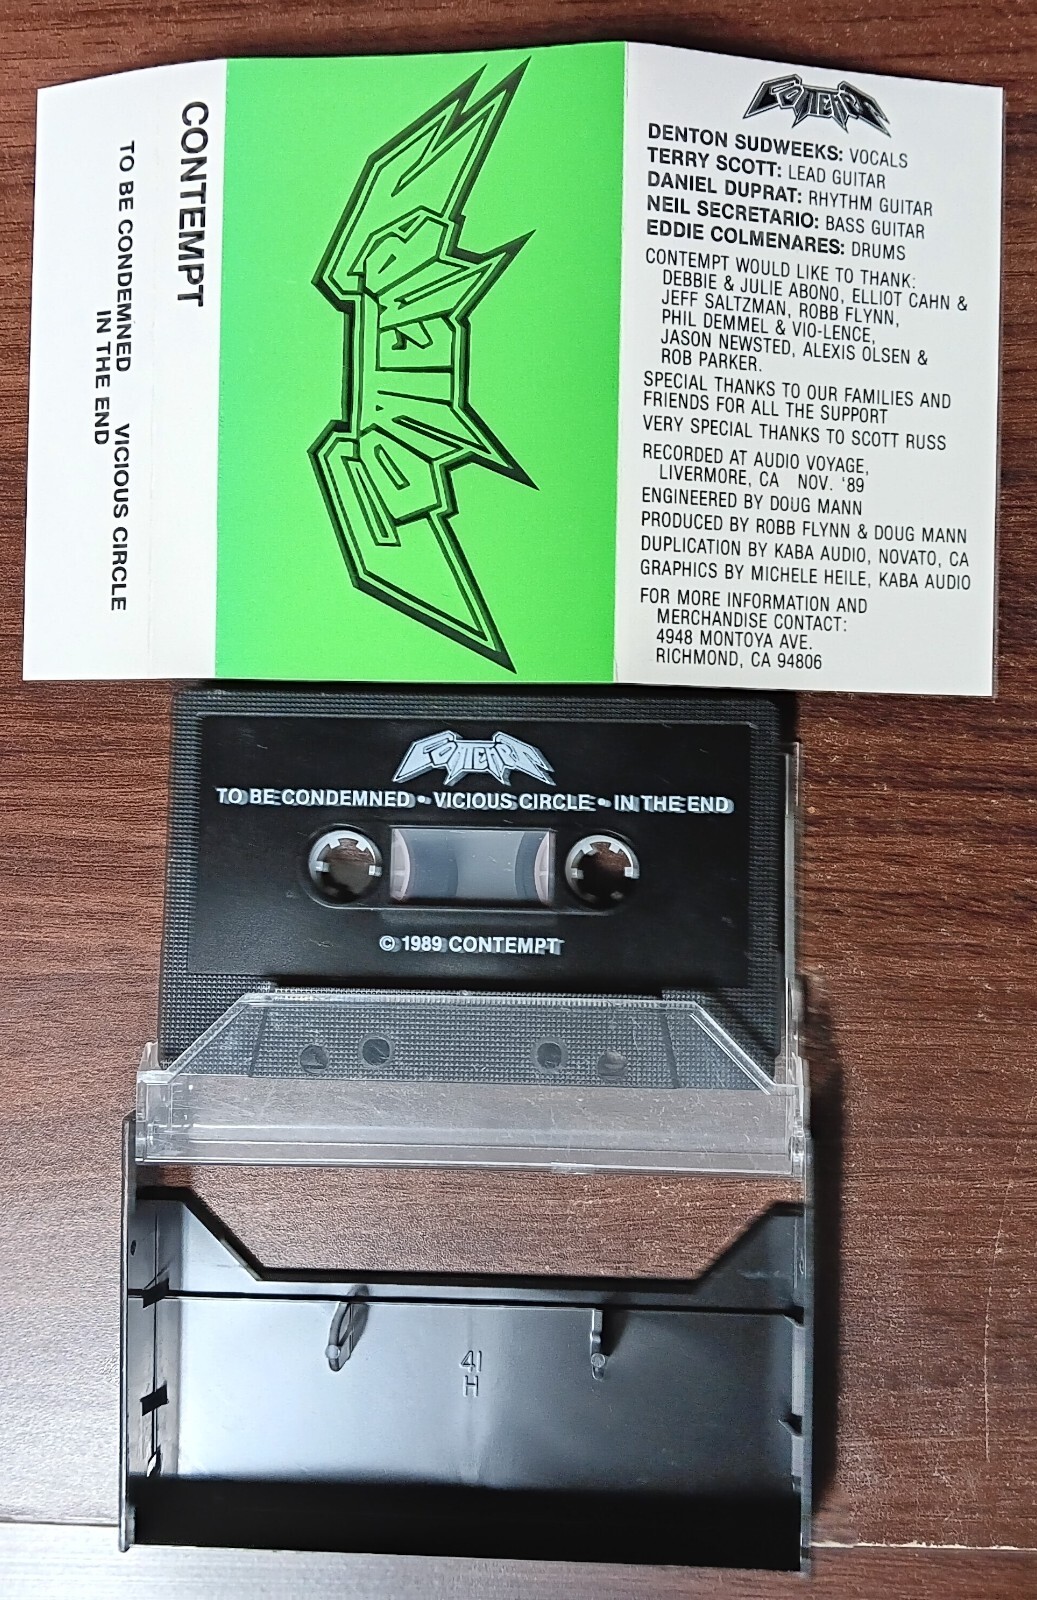 CONTEMPT
TO BE CONDEMNED VICIOUS CIRCLE
IN THE END
CONTEMPT
CONTEMPT
DENTON SUDWEEKS: VOCALS
TERRY SCOTT: LEAD GUITAR
DANIEL DUPRAT: RHYTHM GUITAR
NEIL SECRETARIO: BASS GUITAR
EDDIE COLMENARES: DRUMS
CONTEMPT WOULD LIKE TO THANK:
DEBBIE & JULIE ABONO, ELLIOT CAHN &
JEFF SALTZMAN, ROBB FLYNN,
PHIL DEMMEL & VIO-LENCE,
JASON NEWSTED, ALEXIS OLSEN &
ROB PARKER.
SPECIAL THANKS TO OUR FAMILIES AND
FRIENDS FOR ALL THE SUPPORT
VERY SPECIAL THANKS TO SCOTT RUSS
RECORDED AT AUDIO VOYAGE,
LIVERMORE, CA NOV. '89
ENGINEERED BY DOUG MANN
PRODUCED BY ROBB FLYNN & DOUG MANN
DUPLICATION BY KABA AUDIO, NOVATO, CA
GRAPHICS BY MICHELE HEILE, KABA AUDIO
FOR MORE INFORMATION AND
MERCHANDISE CONTACT:
4948 MONTOYA AVE.
RICHMOND, CA 94806
CONTEMPT
TO BE CONDEMNED • VICIOUS CIRCLE • IN THE END
© 1989 CONTEMPT
41
H